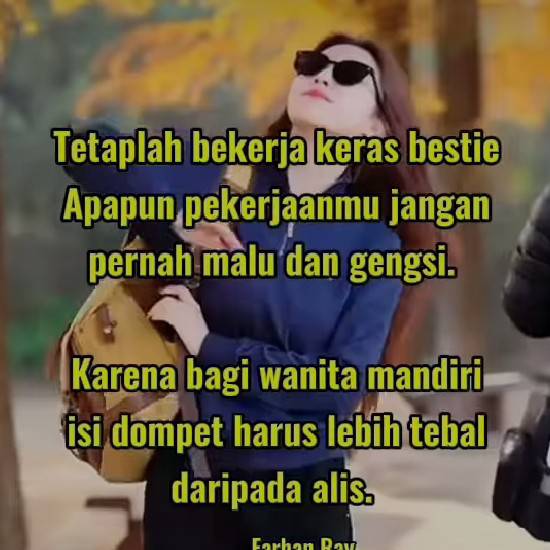 Tetaplah bekerja keras bestie
Apapun pekerjaanmu jangan
pernah malu dan gengsi.
Karena bagi wanita mandiri
isi dompet harus lebih tebal
daripada alis.
Farhan Ray